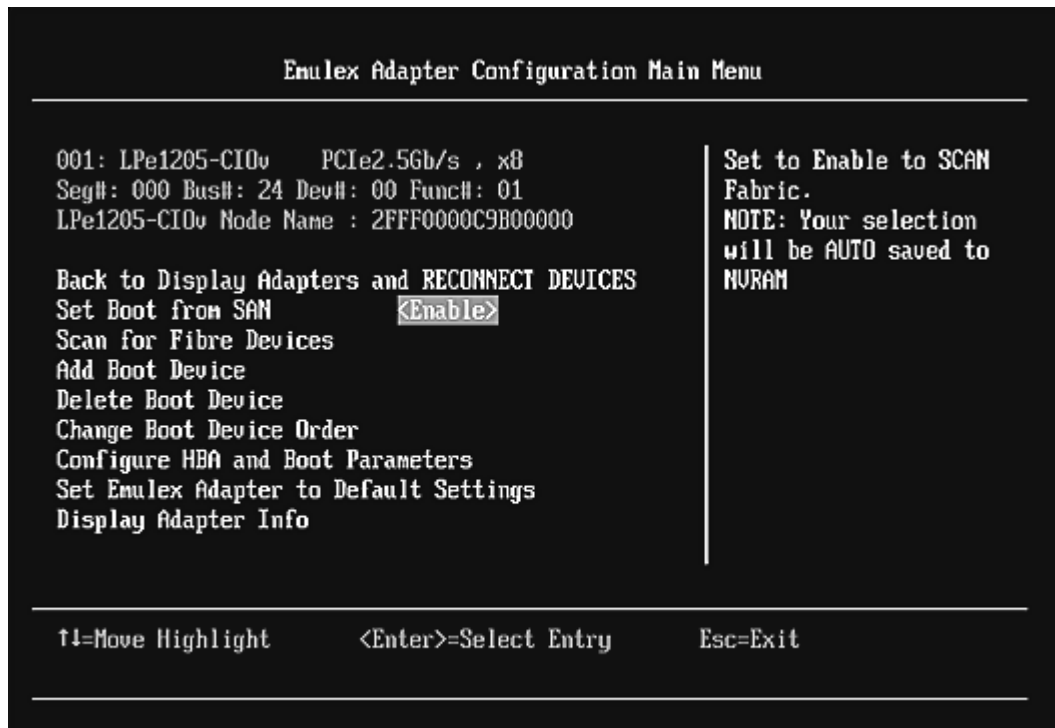 Emulex Adapter Configuration Main Menu
001: LPe1205-CIOv PCIe2.5Gb/s , x8
Seg#: 000 Bus#: 24 Dev#: 00 Func#: 01
LPe1205-CIOv Node Name : 2FFF0000C9B00000
Back to Display Adapters and RECONNECT DEVICES
Set Boot from SAN <Enable>
Scan for Fibre Devices
Add Boot Device
Delete Boot Device
Change Boot Device Order
Configure HBA and Boot Parameters
Set Emulex Adapter to Default Settings
Display Adapter Info
Set to Enable to SCAN
Fabric.
NOTE: Your selection
will be AUTO saved to
NVRAM
↑↓=Move Highlight <Enter>=Select Entry Esc=Exit